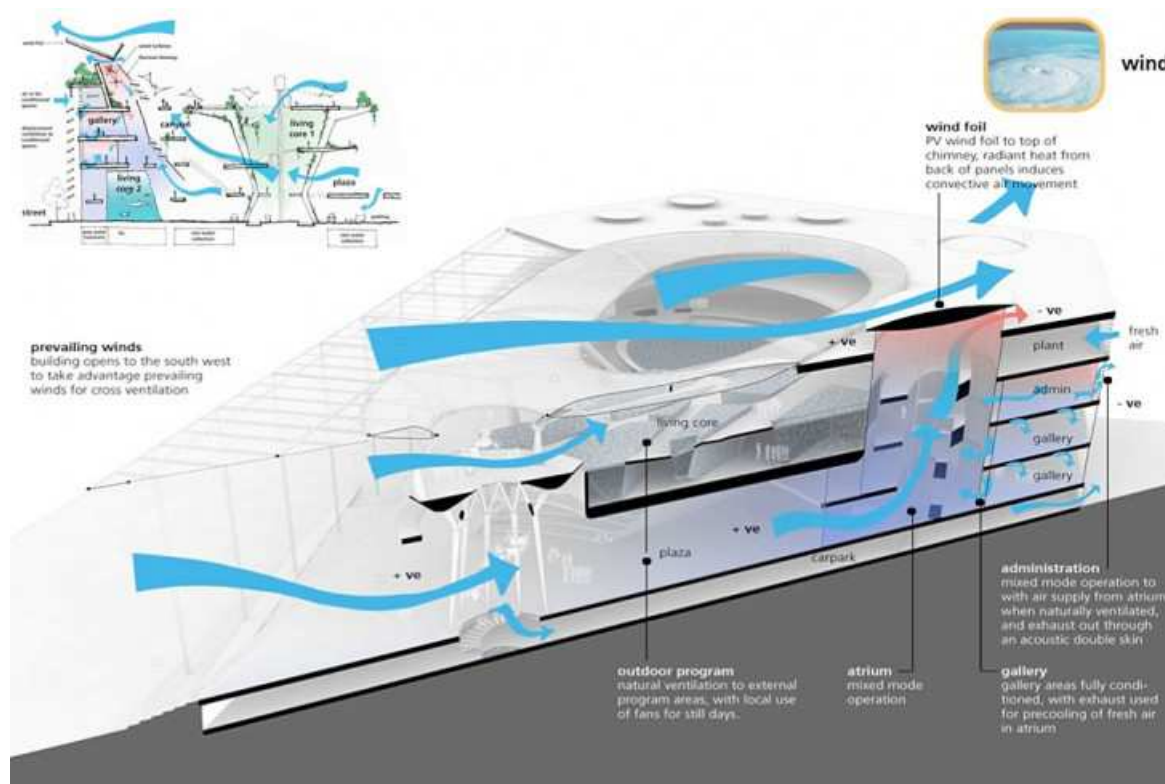 wind
wind foil
PV wind foil to top of
chimney, radiant heat from
back of panels induces
convective air movement
gallery
canyon
living
core 1
living
core 2
plaza
street
prevailing winds
building opens to the south west
to take advantage prevailing
winds for cross ventilation
- ve
+ ve
plant
fresh
air
admin
- ve
living core
gallery
gallery
+ ve
plaza
carpark
+ ve
administration
mixed mode operation to
with air supply from atrium
when naturally ventilated,
and exhaust out through
an acoustic double skin
outdoor program
natural ventilation to external
program areas, with local use
of fans for still days.
atrium
mixed mode
operation
gallery
gallery areas fully condi-
tioned, with exhaust used
for precooling of fresh air
in atrium